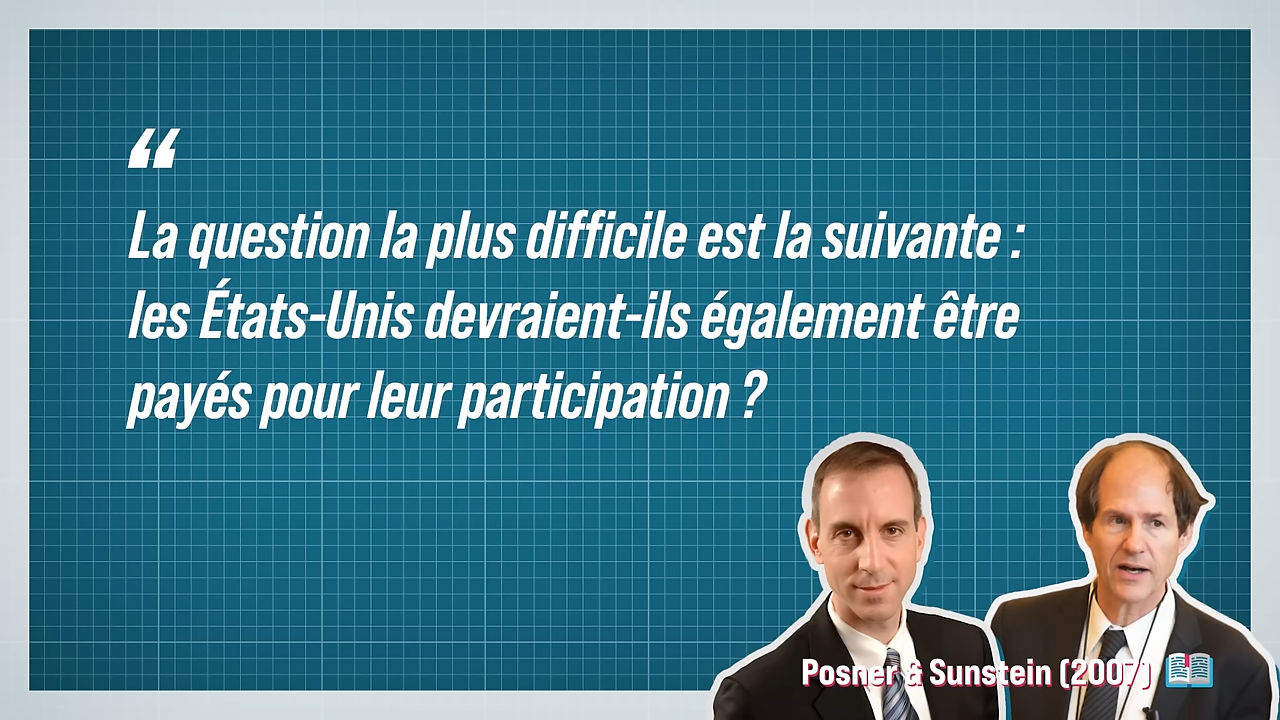 “
La question la plus difficile est la suivante :
les États-Unis devraient-ils également être
payés pour leur participation ?
Posner & Sunstein (2007)